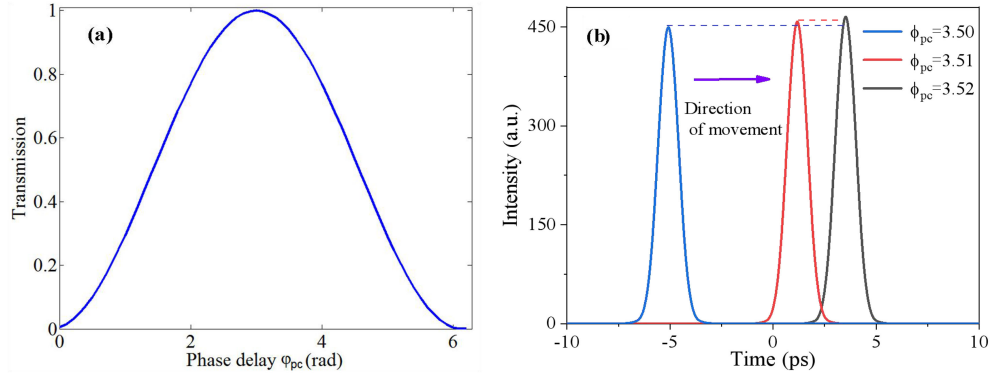 (a)
Transmission
1
0.8
0.6
0.4
0.2
0
0 2 4 6
Phase delay φpc (rad)
(b)
Intensity (a.u.)
450
300
150
0
ϕpc=3.50
ϕpc=3.51
ϕpc=3.52
Direction
of movement
-10 -5 0 5 10
Time (ps)